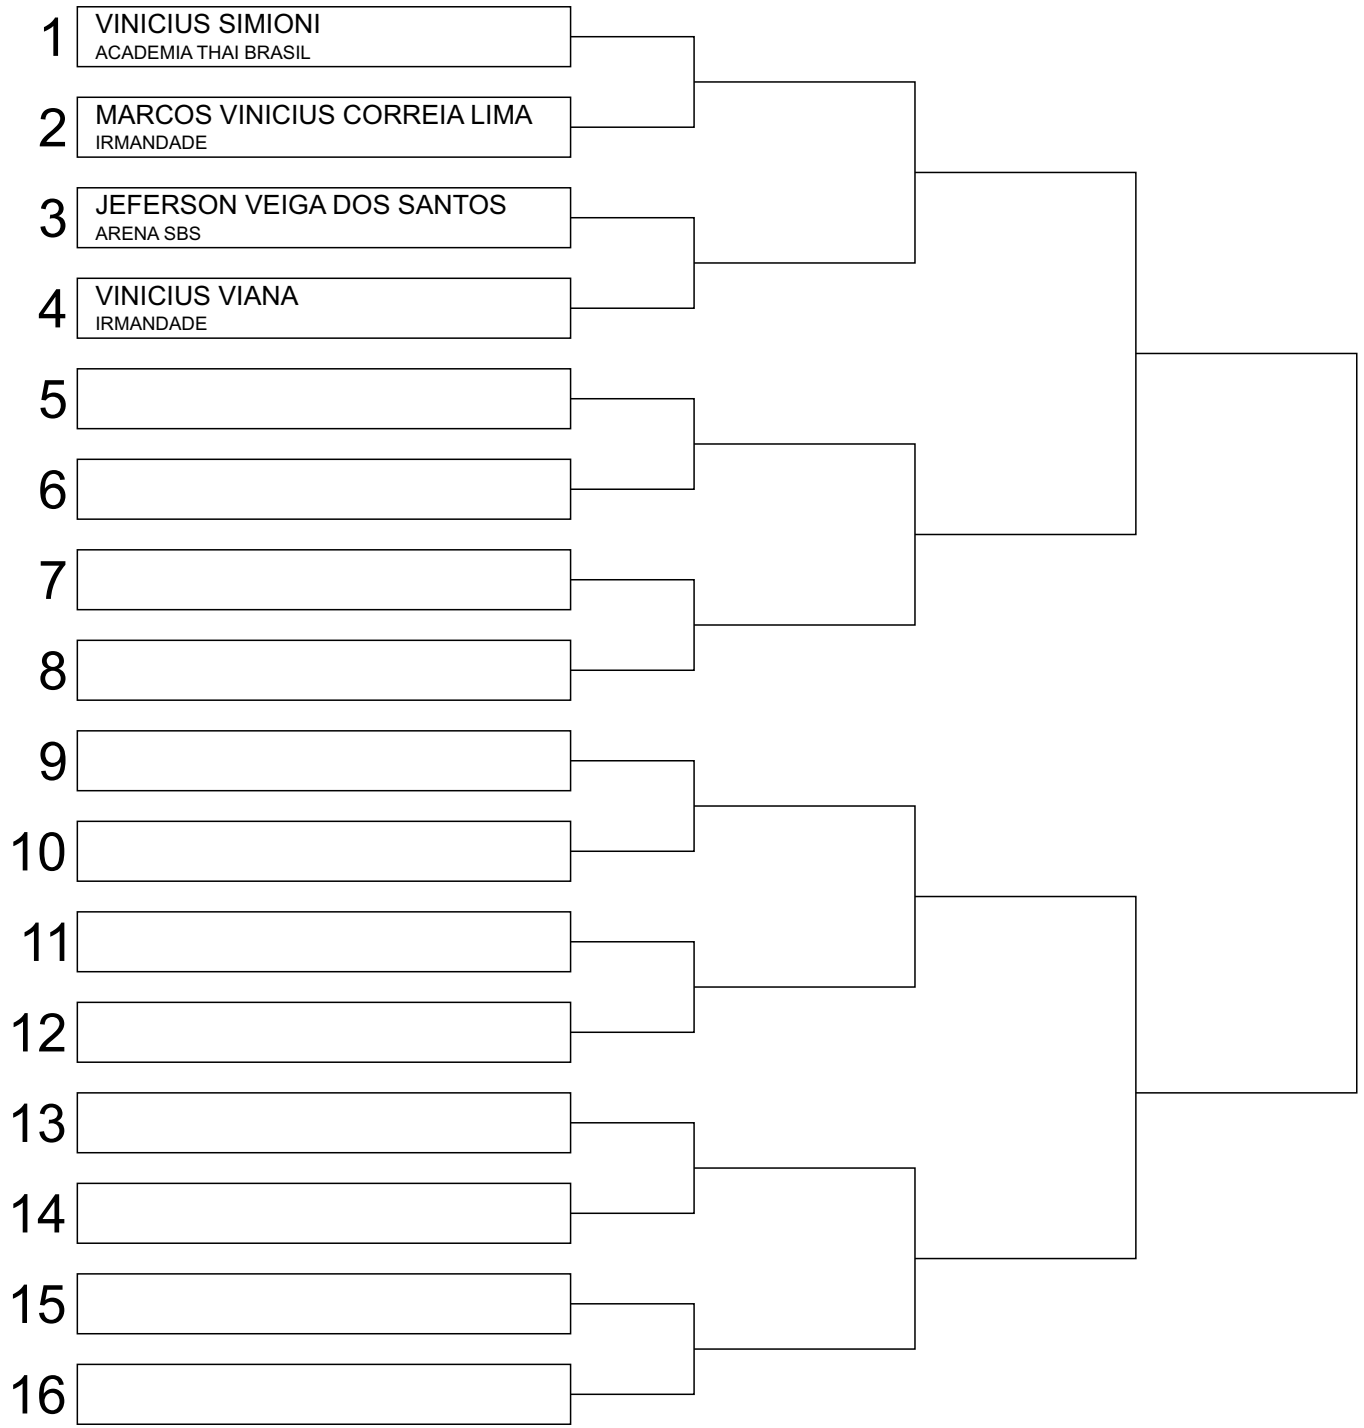 1
VINICIUS SIMIONI
ACADEMIA THAI BRASIL
2
MARCOS VINICIUS CORREIA LIMA
IRMANDADE
3
JEFERSON VEIGA DOS SANTOS
ARENA SBS
4
VINICIUS VIANA
IRMANDADE
5
6
7
8
9
10
11
12
13
14
15
16